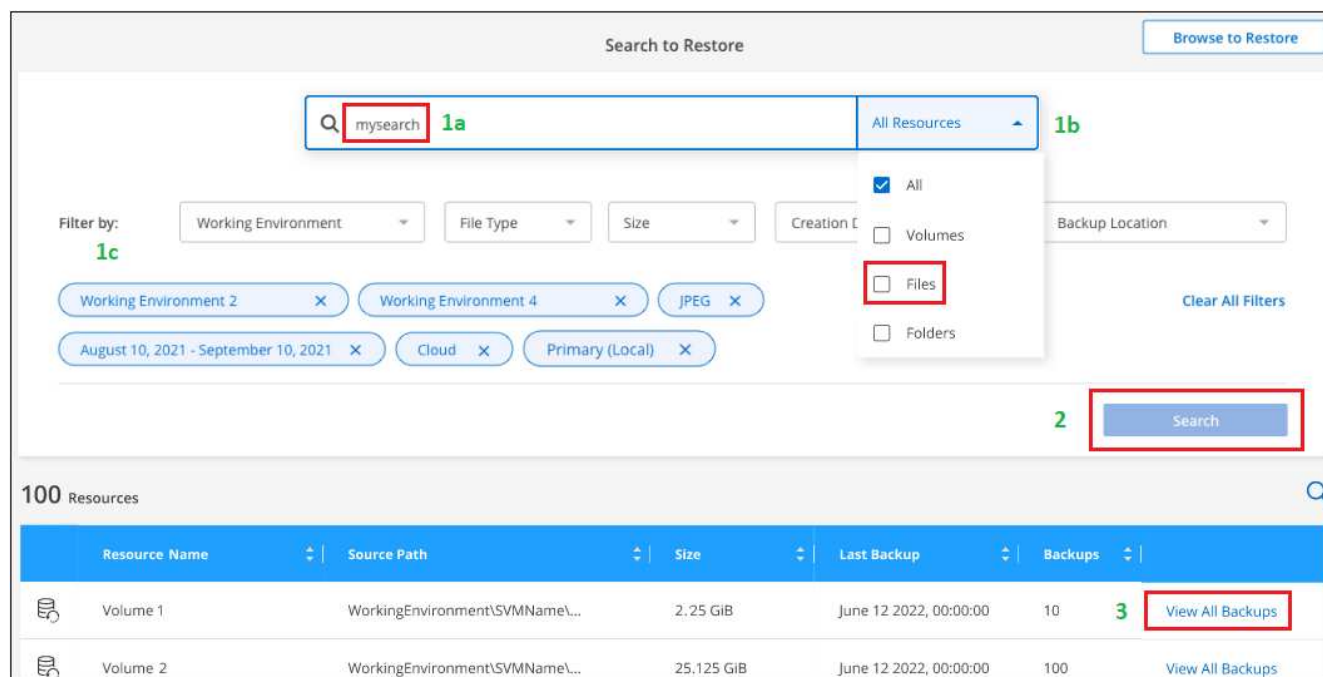 Search to Restore
Browse to Restore
mysearch 1a
All Resources 1b
All
Volumes
Files
Folders
Filter by: Working Environment File Type Size Creation D Backup Location
1c
Working Environment 2 × Working Environment 4 × JPEG × Clear All Filters
August 10, 2021 - September 10, 2021 × Cloud × Primary (Local) ×
2 Search
100 Resources
Resource Name Source Path Size Last Backup Backups
Volume 1 WorkingEnvironment\SVMName\... 2.25 GiB June 12 2022, 00:00:00 10 3 View All Backups
Volume 2 WorkingEnvironment\SVMName\... 25.125 GiB June 12 2022, 00:00:00 100 View All Backups